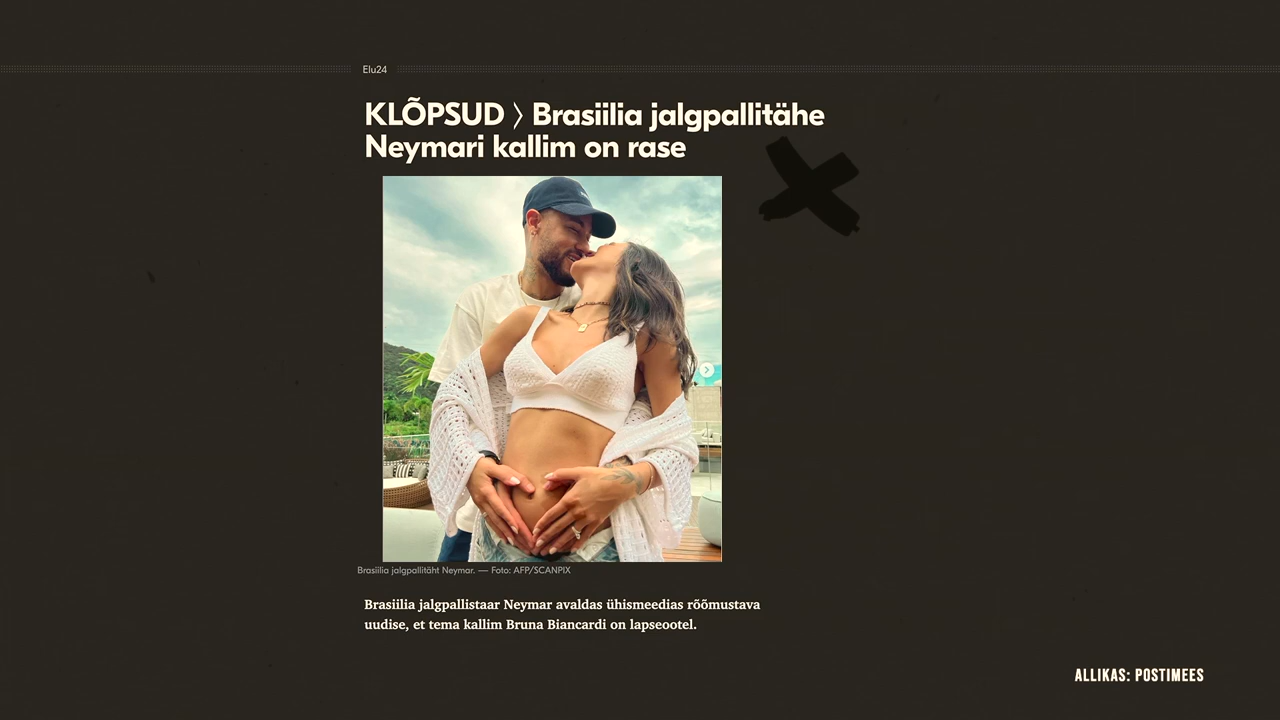 Elu24
KLÕPSUD 〉 Brasiilia jalgpallitähe
Neymari kallim on rase
Brasiilia jalgpallitäht Neymar. — Foto: AFP/SCANPIX
Brasiilia jalgpallistaar Neymar avaldas ühismeedias rõõmustava
uudise, et tema kallim Bruna Biancardi on lapseootel.
ALLIKAS: POSTIMEES